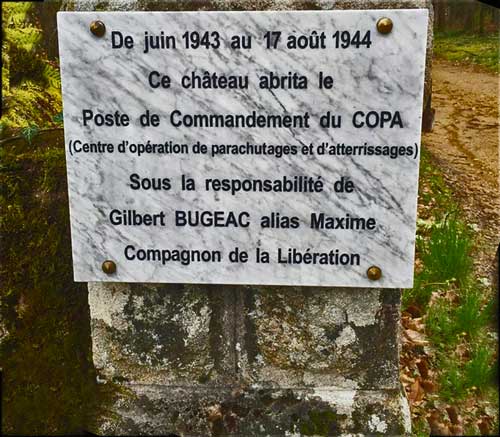 De juin 1943 au 17 août 1944
Ce château abrita le
Poste de Commandement du COPA
(Centre d'opération de parachutages et d'atterrissages)
Sous la responsabilité de
Gilbert BUGEAC alias Maxime
Compagnon de la Libération